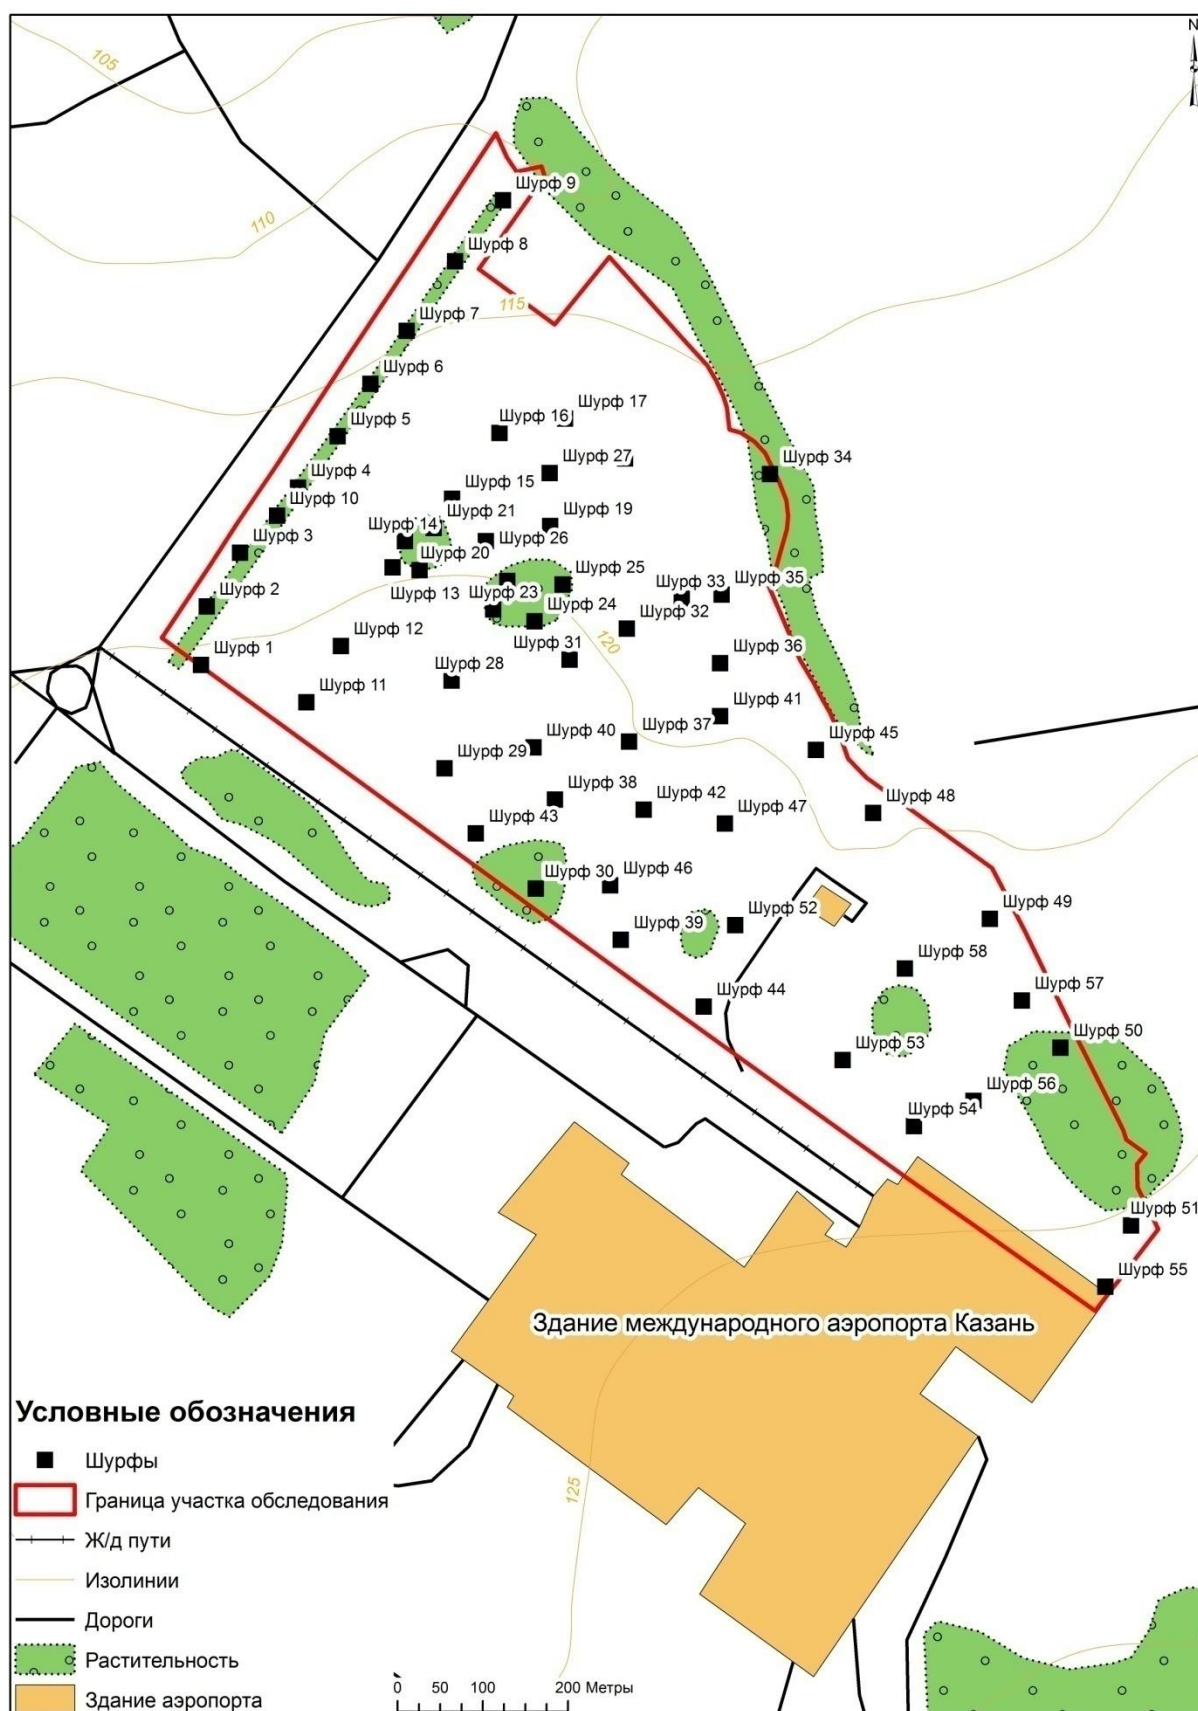 N
105
110
Шурф 9
Шурф 8
115
Шурф 7
Шурф 6
Шурф 17
Шурф 16
Шурф 5
Шурф 27
Шурф 34
Шурф 4
Шурф 15
Шурф 10
Шурф 21
Шурф 19
Шурф 14
Шурф 3
Шурф 26
Шурф 20
Шурф 25
Шурф 35
Шурф 33
Шурф 13
Шурф 23
Шурф 24
Шурф 2
Шурф 32
Шурф 12
120
Шурф 31
Шурф 36
Шурф 1
Шурф 28
Шурф 11
Шурф 41
Шурф 37
Шурф 45
Шурф 40
Шурф 29
Шурф 38
Шурф 42
Шурф 47
Шурф 48
Шурф 43
Шурф 30
Шурф 46
Шурф 52
Шурф 49
Шурф 39
Шурф 58
Шурф 57
Шурф 44
Шурф 50
Шурф 53
Шурф 56
Шурф 54
Шурф 51
Шурф 55
Здание международного аэропорта Казань
125
Условные обозначения
Шурфы
Граница участка обследования
Ж/д пути
Изолинии
Дороги
Растительность
Здание аэропорта
0 50 100 200 Метры